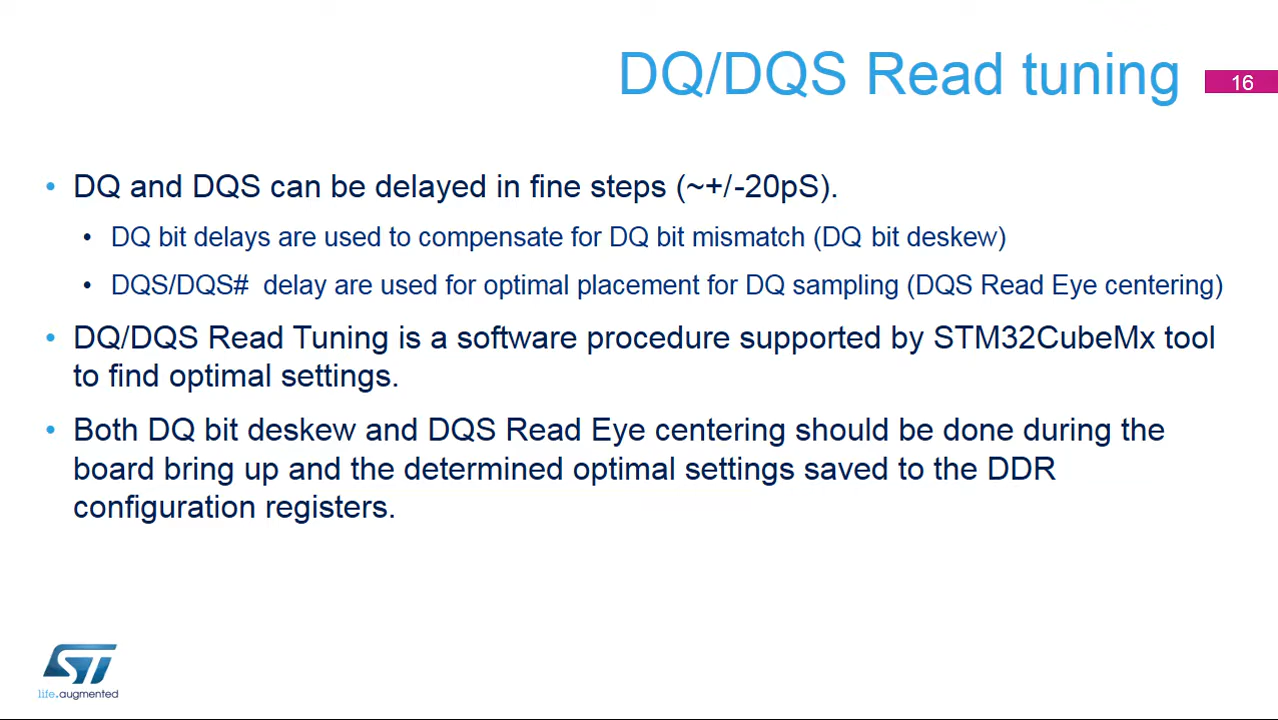 DQ/DQS Read tuning
16
• DQ and DQS can be delayed in fine steps (~+/-20pS).
• DQ bit delays are used to compensate for DQ bit mismatch (DQ bit deskew)
• DQS/DQS# delay are used for optimal placement for DQ sampling (DQS Read Eye centering)
• DQ/DQS Read Tuning is a software procedure supported by STM32CubeMx tool
to find optimal settings.
• Both DQ bit deskew and DQS Read Eye centering should be done during the
board bring up and the determined optimal settings saved to the DDR
configuration registers.
ST
life.augmented